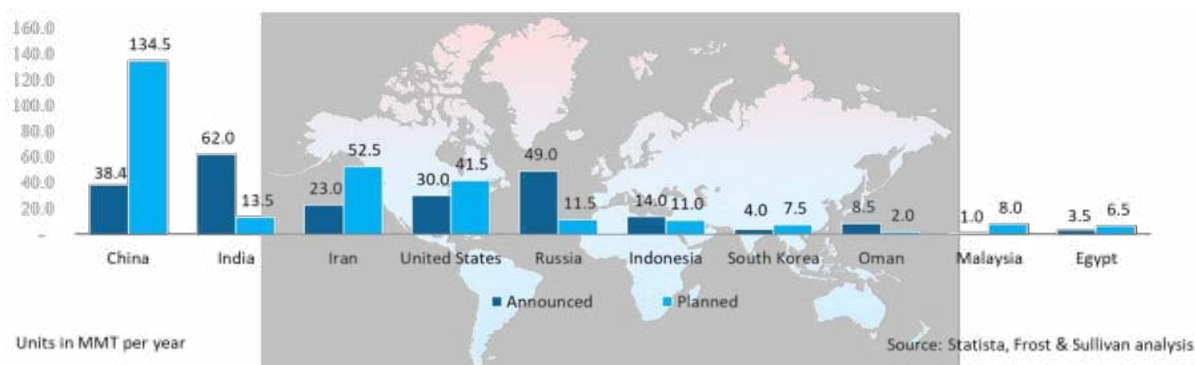 160.0
140.0
120.0
100.0
80.0
60.0
40.0
20.0
-
38.4 134.5 62.0 13.5 23.0 52.5 30.0 41.5 49.0 11.5 14.0 11.0 4.0 7.5 8.5 2.0 1.0 8.0 3.5 6.5
China India Iran United States Russia Indonesia South Korea Oman Malaysia Egypt
Announced Planned
Units in MMT per year
Source: Statista, Frost & Sullivan analysis